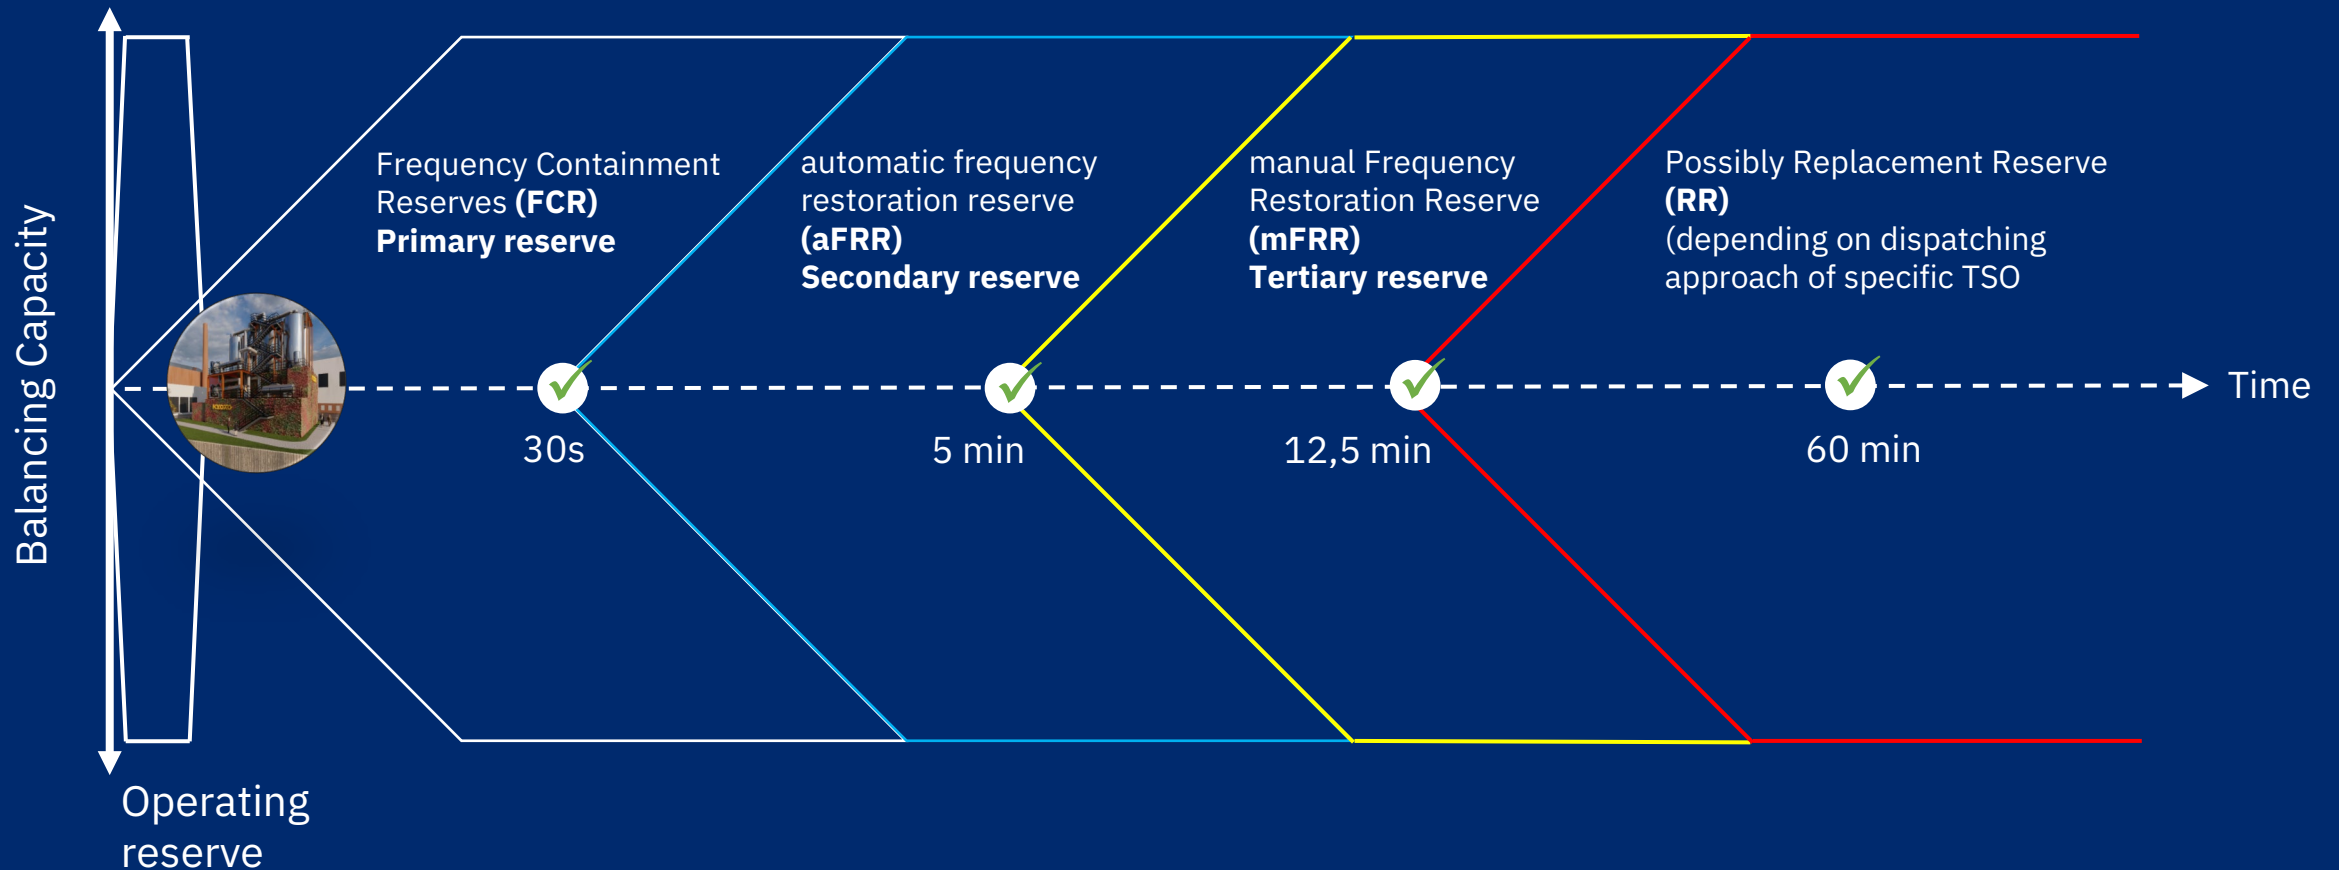 Balancing Capacity
Frequency Containment
Reserves (FCR)
Primary reserve
automatic frequency
restoration reserve
(aFRR)
Secondary reserve
manual Frequency
Restoration Reserve
(mFRR)
Tertiary reserve
Possibly Replacement Reserve
(RR)
(depending on dispatching
approach of specific TSO
Time
30s
5 min
12,5 min
60 min
Operating
reserve